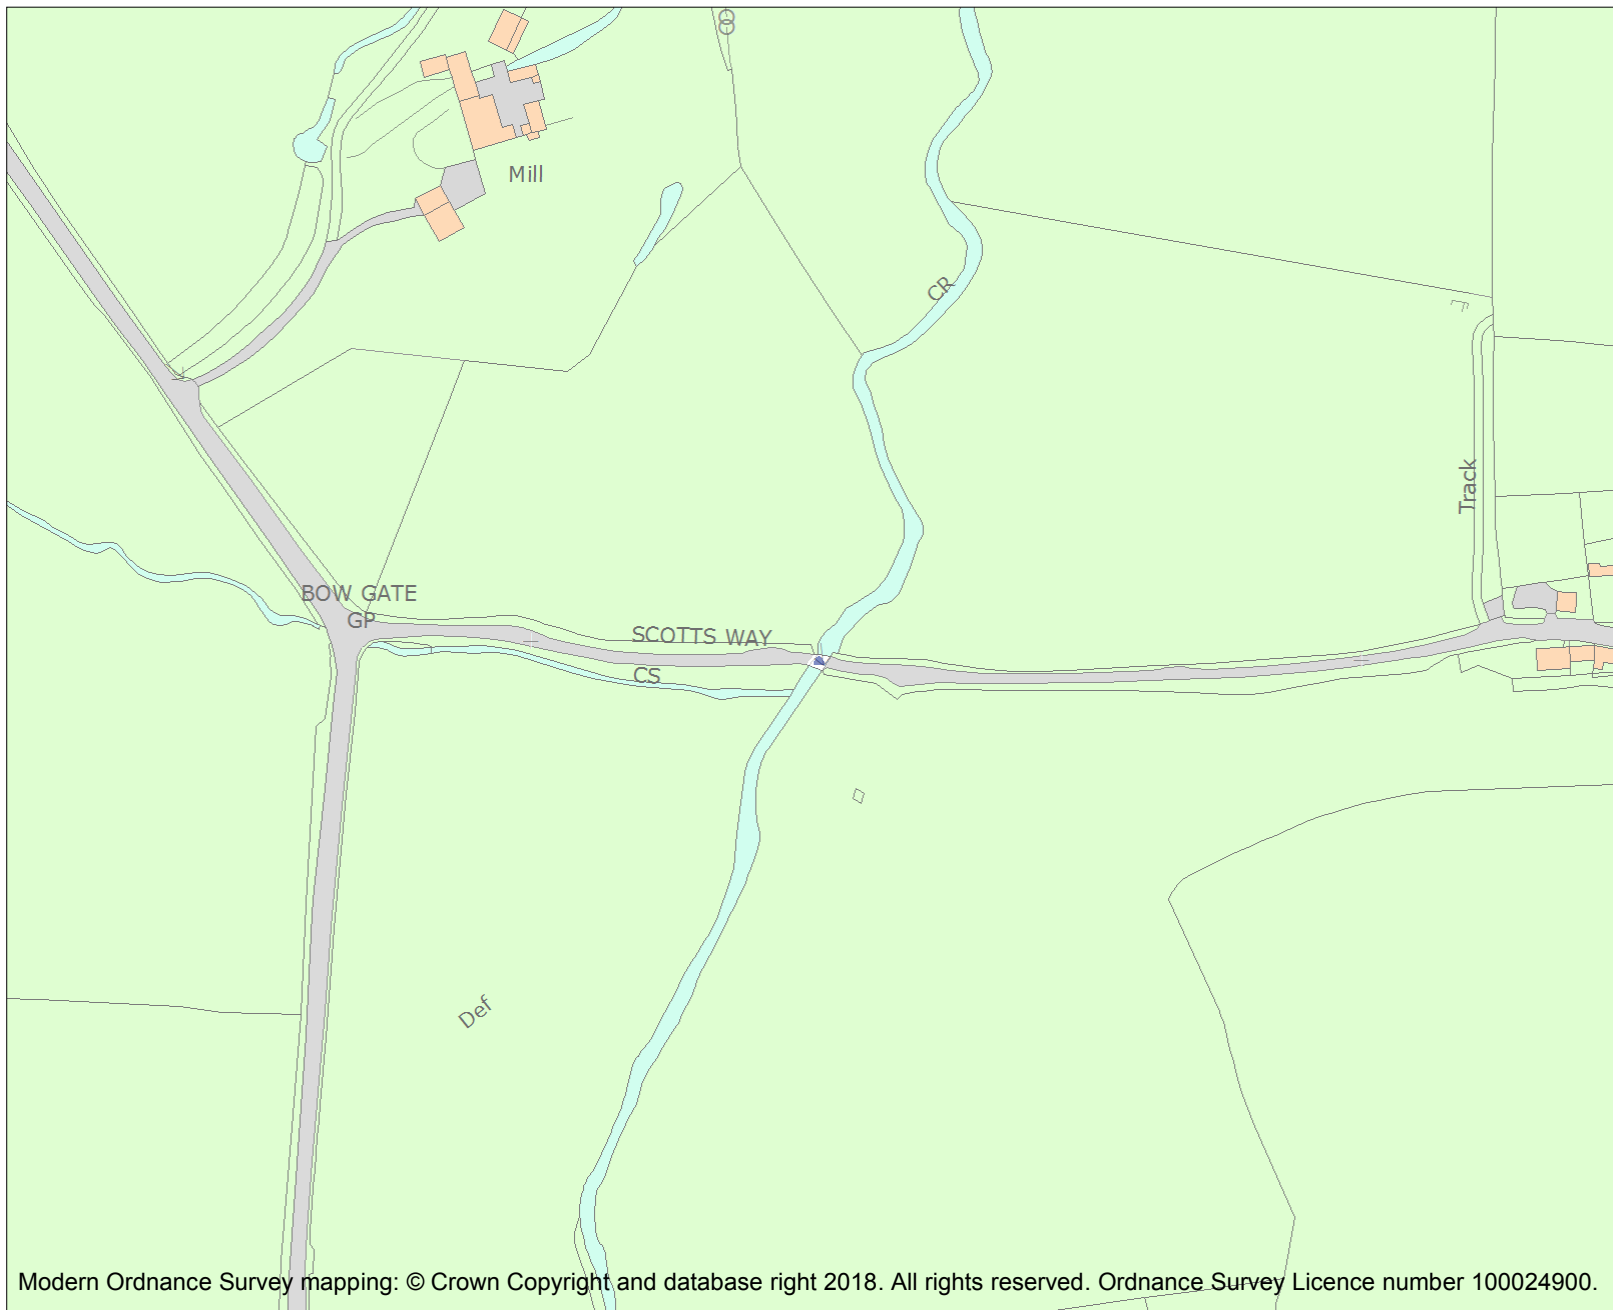 Mill
CR
Track
BOW GATE
GP
SCOTTS WAY
CS
Def
Modern Ordnance Survey mapping: © Crown Copyright and database right 2018. All rights reserved. Ordnance Survey Licence number 100024900.